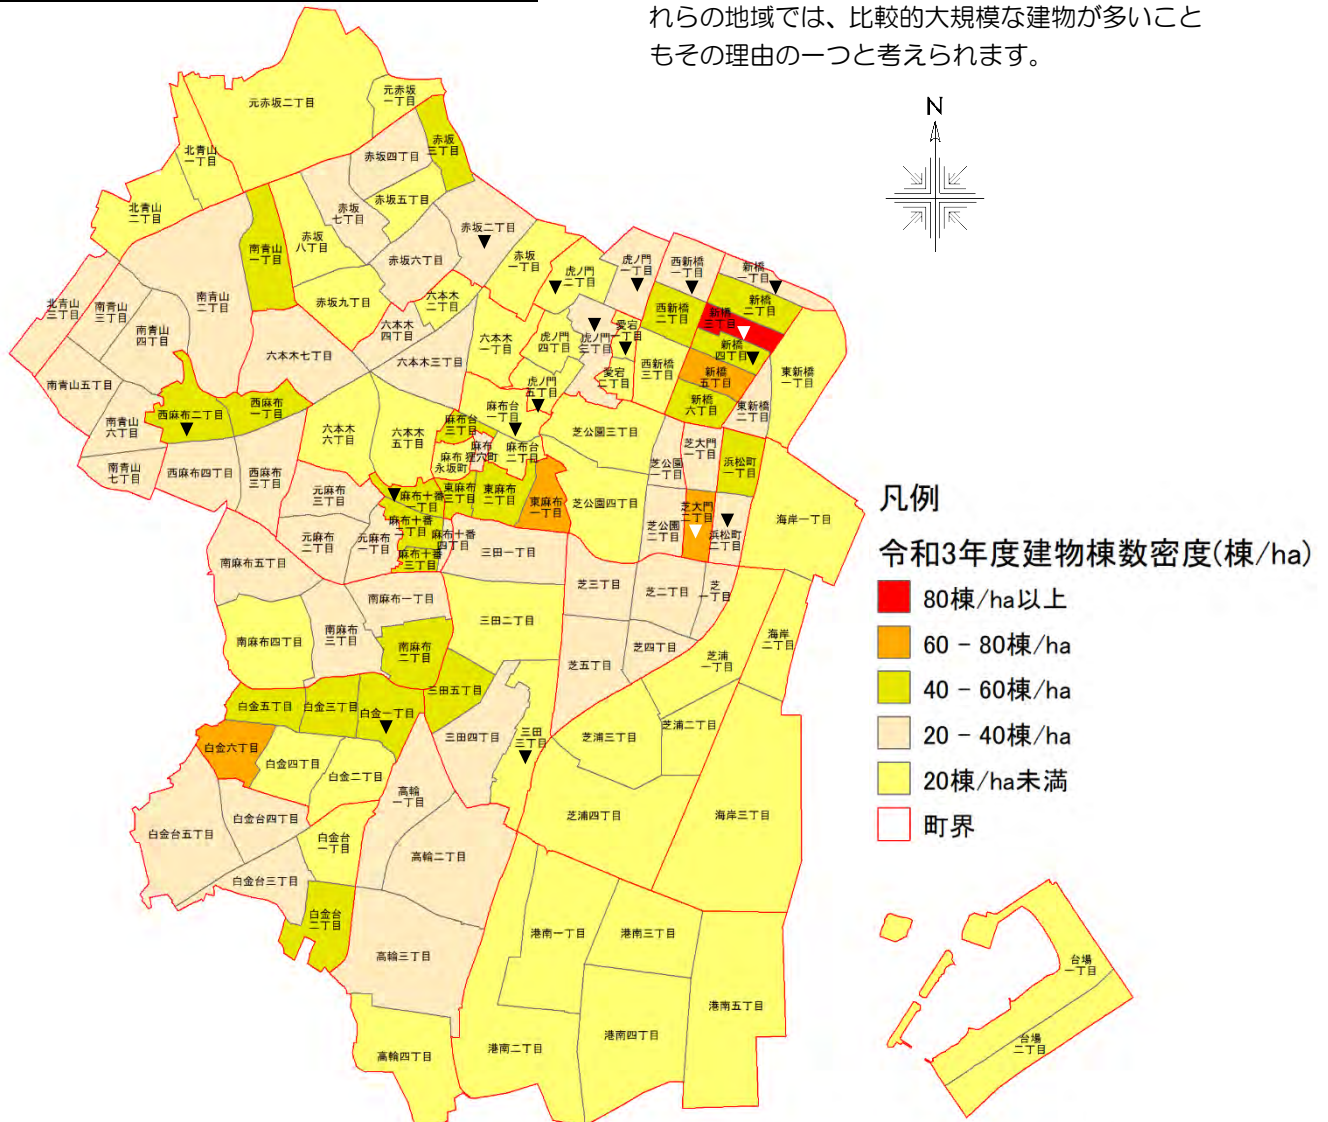 れらの地域では、比較的大規模な建物が多いこと
もその理由の一つと考えられます。
N
元赤坂二丁目
元赤坂
一丁目
北青山
一丁目
北青山
二丁目
赤坂四丁目
赤坂
三丁目
赤坂
七丁目
赤坂五丁目
赤坂二丁目
赤坂
八丁目
赤坂六丁目
赤坂
一丁目
南青山
一丁目
赤坂九丁目
六本木
二丁目
虎ノ門
二丁目
虎ノ門
一丁目
西新橋
一丁目
新橋
一丁目
新橋
二丁目
北青山
三丁目
南青山
三丁目
南青山
二丁目
南青山
四丁目
六本木
四丁目
六本木七丁目
六本木三丁目
六本木
一丁目
虎ノ門
四丁目
虎ノ門
三丁目
愛宕
一丁目
愛宕
二丁目
西新橋
二丁目
西新橋
三丁目
新橋
三丁目
新橋
四丁目
新橋
五丁目
新橋
六丁目
東新橋
一丁目
東新橋
二丁目
南青山五丁目
南青山
六丁目
南青山
七丁目
西麻布二丁目
西麻布
一丁目
西麻布四丁目
西麻布
三丁目
六本木
六丁目
六本木
五丁目
虎ノ門
五丁目
麻布台
一丁目
麻布台
三丁目
麻布台
二丁目
麻布
狸穴町
麻布
永坂町
芝公園三丁目
芝公園四丁目
芝公園
一丁目
芝公園
二丁目
芝大門
一丁目
芝大門
二丁目
浜松町
一丁目
浜松町
二丁目
海岸一丁目
元麻布
三丁目
元麻布
二丁目
元麻布
一丁目
麻布十番
一丁目
麻布十番
二丁目
麻布十番
三丁目
麻布十番
四丁目
東麻布
三丁目
東麻布
二丁目
東麻布
一丁目
南麻布五丁目
南麻布四丁目
南麻布
三丁目
南麻布一丁目
南麻布
二丁目
三田一丁目
三田二丁目
三田五丁目
三田四丁目
三田
三丁目
芝三丁目
芝二丁目
芝
一丁目
芝五丁目
芝四丁目
芝浦
一丁目
芝浦二丁目
芝浦三丁目
芝浦四丁目
海岸
二丁目
海岸三丁目
白金五丁目
白金三丁目
白金一丁目
白金六丁目
白金四丁目
白金二丁目
白金台五丁目
白金台四丁目
白金台
一丁目
白金台三丁目
白金台
二丁目
高輪
一丁目
高輪二丁目
高輪三丁目
高輪四丁目
港南一丁目
港南三丁目
港南五丁目
港南二丁目
港南四丁目
台場
一丁目
台場
二丁目
凡例
令和3年度建物棟数密度(棟/ha)
80棟/ha以上
60 - 80棟/ha
40 - 60棟/ha
20 - 40棟/ha
20棟/ha未満
町界